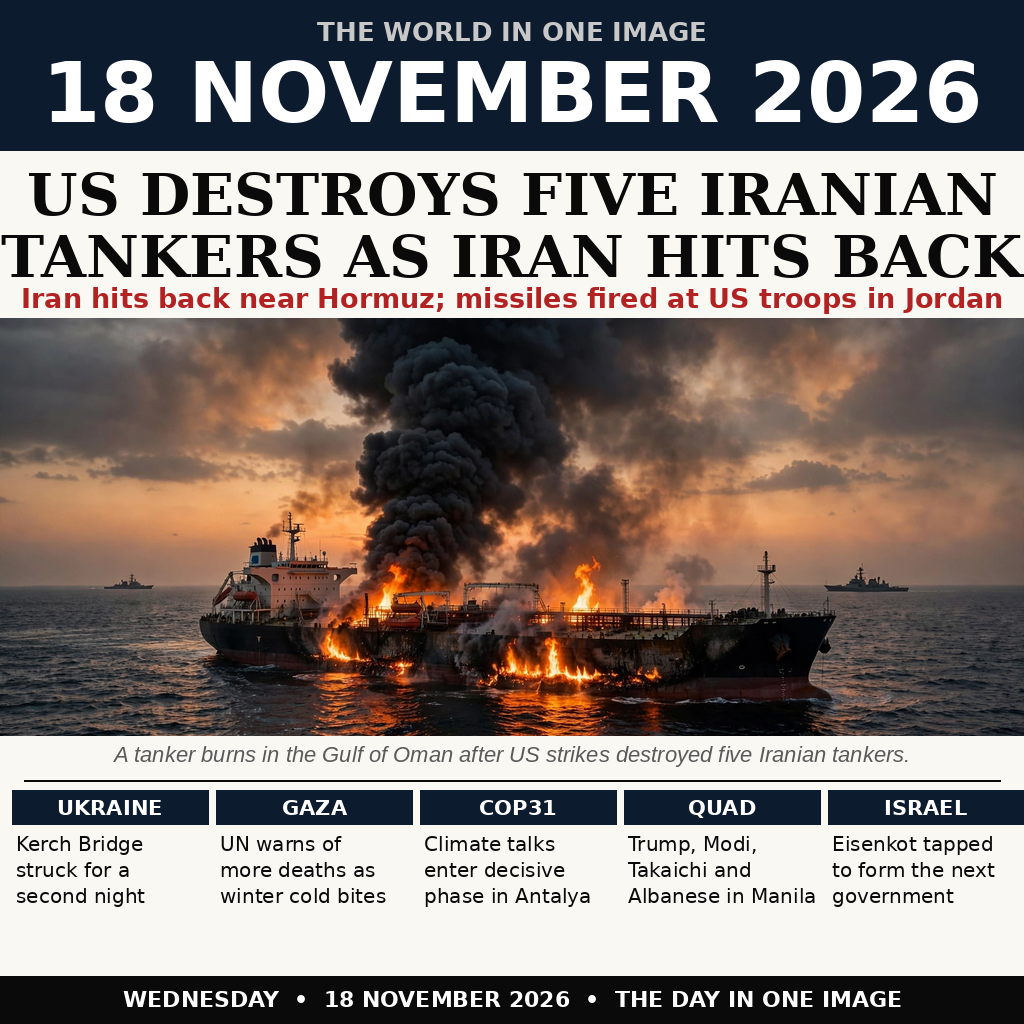 THE WORLD IN ONE IMAGE
18 NOVEMBER 2026
US DESTROYS FIVE IRANIAN
TANKERS AS IRAN HITS BACK
Iran hits back near Hormuz; missiles fired at US troops in Jordan
A tanker burns in the Gulf of Oman after US strikes destroyed five Iranian tankers.
UKRAINE
Kerch Bridge
struck for a
second night
GAZA
UN warns of
more deaths as
winter cold bites
COP31
Climate talks
enter decisive
phase in Antalya
QUAD
Trump, Modi,
Takaichi and
Albanese in Manila
ISRAEL
Eisenkot tapped
to form the next
government
WEDNESDAY • 18 NOVEMBER 2026 • THE DAY IN ONE IMAGE